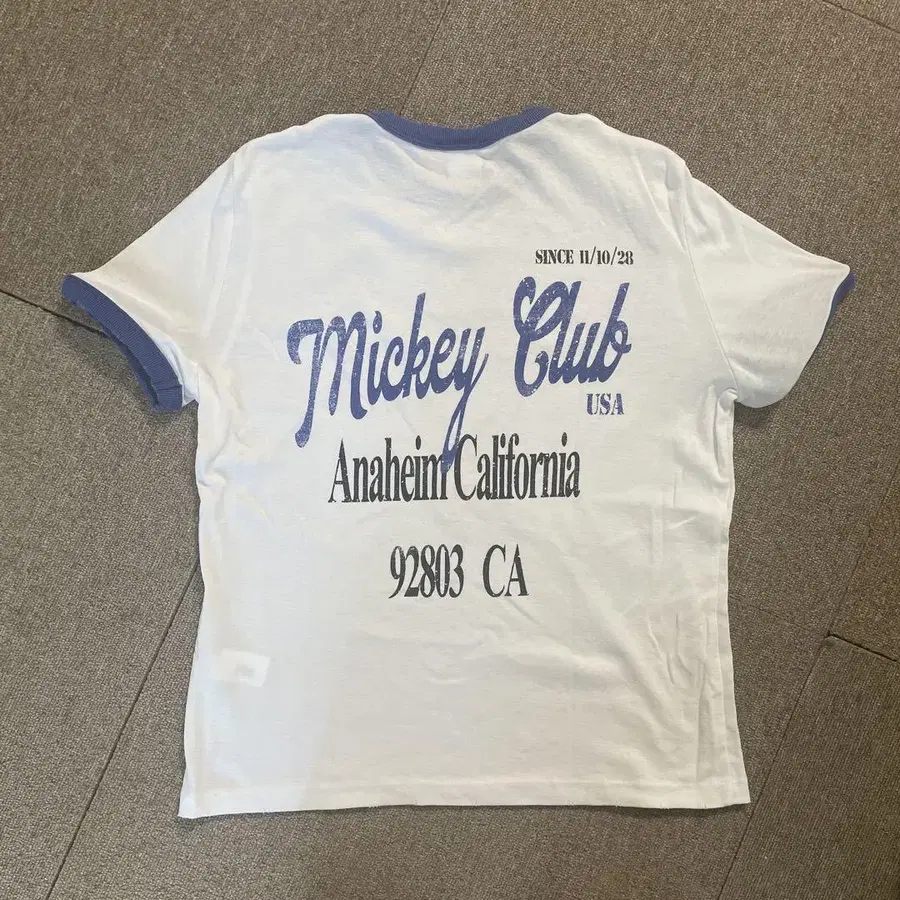 SINCE 11/10/28
Mickey Club
USA
Anaheim California
92803 CA